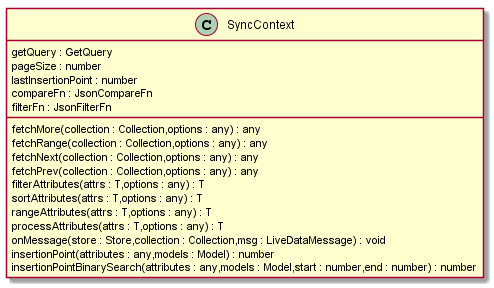 C SyncContext
getQuery : GetQuery
pageSize : number
lastInsertionPoint : number
compareFn : JsonCompareFn
filterFn : JsonFilterFn
fetchMore(collection : Collection,options : any) : any
fetchRange(collection : Collection,options : any) : any
fetchNext(collection : Collection,options : any) : any
fetchPrev(collection : Collection,options : any) : any
filterAttributes(attrs : T,options : any) : T
sortAttributes(attrs : T,options : any) : T
rangeAttributes(attrs : T,options : any) : T
processAttributes(attrs : T,options : any) : T
onMessage(store : Store,collection : Collection,msg : LiveDataMessage) : void
insertionPoint(attributes : any,models : Model) : number
insertionPointBinarySearch(attributes : any,models : Model,start : number,end : number) : number